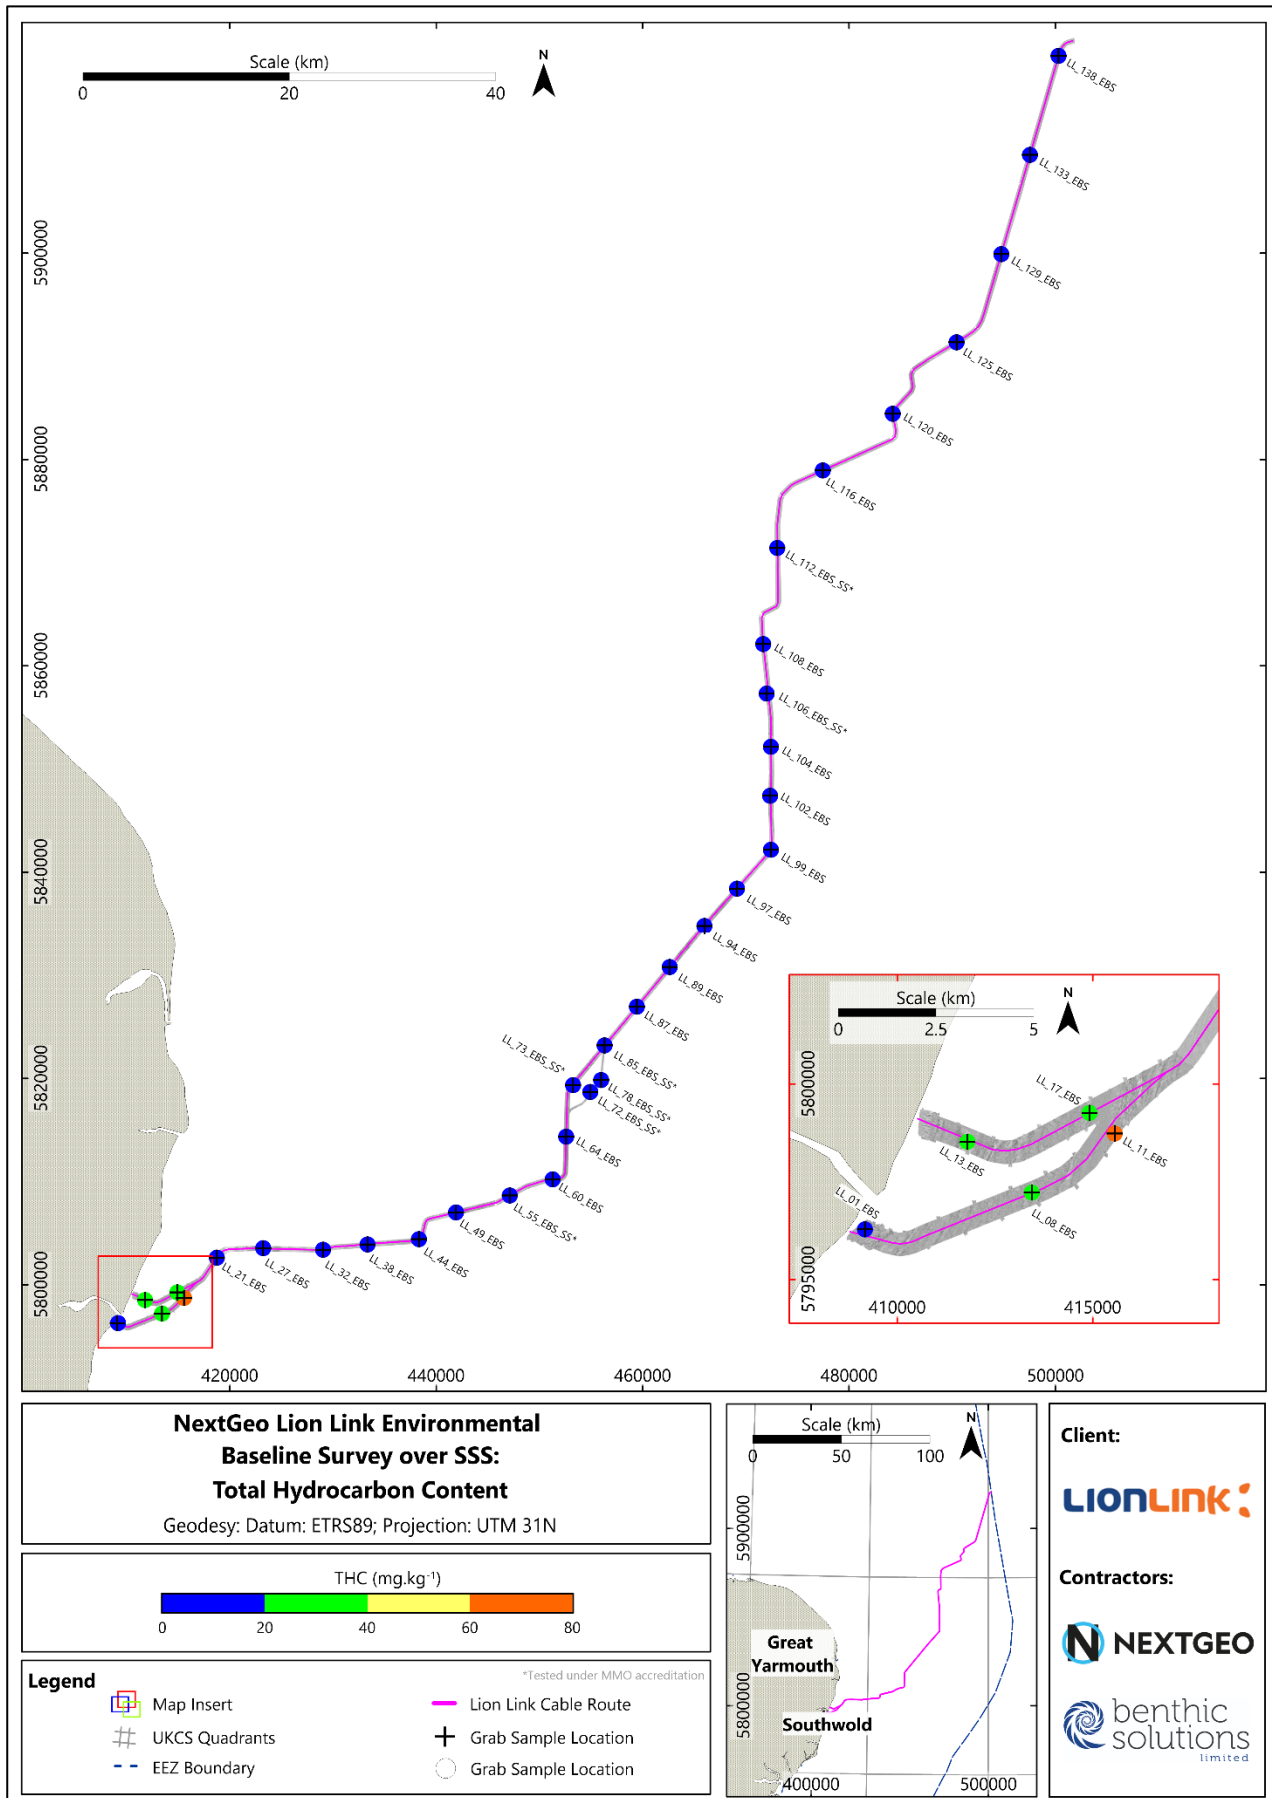 Scale (km)
N
0
20
40
LL_138_EBS
LL_133_EBS
5900000
LL_129_EBS
LL_125_EBS
LL_120_EBS
5880000
LL_116_EBS
LL_112_EBS_SS*
5860000
LL_108_EBS
LL_106_EBS_SS*
LL_104_EBS
LL_102_EBS
5840000
LL_99_EBS
LL_97_EBS
LL_94_EBS
LL_89_EBS
LL_87_EBS
LL_73_EBS_SS*
LL_85_EBS_SS*
5820000
LL_78_EBS_SS*
LL_72_EBS_SS*
LL_64_EBS
LL_60_EBS
LL_55_EBS_SS*
LL_49_EBS
LL_44_EBS
LL_38_EBS
LL_32_EBS
LL_27_EBS
LL_21_EBS
5800000
420000
440000
460000
480000
500000
Scale (km)
N
0
2.5
5
5800000
LL_17_EBS
LL_13_EBS
LL_11_EBS
LL_01_EBS
LL_08_EBS
5795000
410000
415000
NextGeo Lion Link Environmental
Baseline Survey over SSS:
Total Hydrocarbon Content
Geodesy: Datum: ETRS89; Projection: UTM 31N
THC (mg.kg⁻¹)
0
20
40
60
80
*Tested under MMO accreditation
Legend
Map Insert
UKCS Quadrants
EEZ Boundary
Lion Link Cable Route
Grab Sample Location
Grab Sample Location
Scale (km)
N
0
50
100
5900000
Great
Yarmouth
5800000
Southwold
400000
500000
Client:
LIONLINK
Contractors:
N NEXTGEO
benthic
solutions
limited